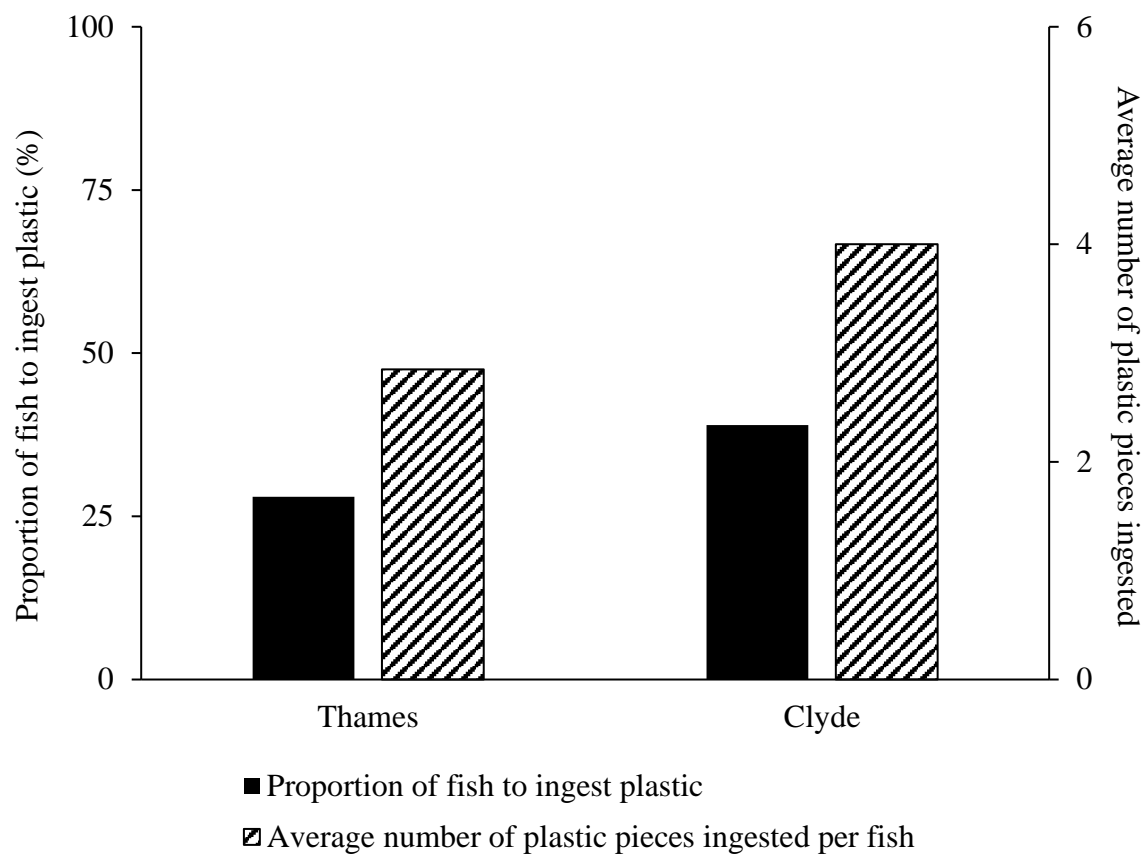 Proportion of fish to ingest plastic (%)
100
75
50
25
0
6
4
2
0
Average number of plastic pieces ingested
Thames
Clyde
Proportion of fish to ingest plastic
Average number of plastic pieces ingested per fish